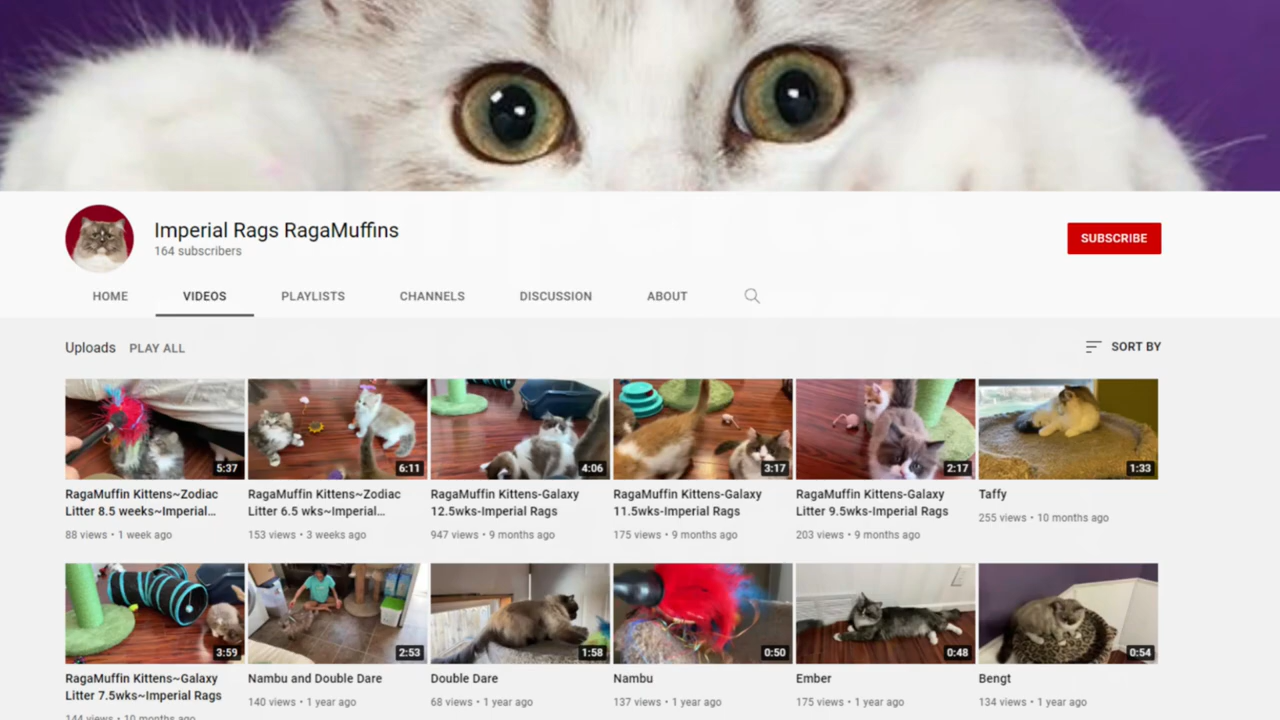 Imperial Rags RagaMuffins
164 subscribers
SUBSCRIBE
HOME VIDEOS PLAYLISTS CHANNELS DISCUSSION ABOUT
Uploads PLAY ALL SORT BY
5:37 6:11 4:06 3:17 2:17 1:33
RagaMuffin Kittens~Zodiac
Litter 8.5 weeks~Imperial...
88 views • 1 week ago
RagaMuffin Kittens~Zodiac
Litter 6.5 wks~Imperial...
153 views • 3 weeks ago
RagaMuffin Kittens-Galaxy
12.5wks-Imperial Rags
947 views • 9 months ago
RagaMuffin Kittens-Galaxy
11.5wks-Imperial Rags
175 views • 9 months ago
RagaMuffin Kittens-Galaxy
Litter 9.5wks-Imperial Rags
203 views • 9 months ago
Taffy
255 views • 10 months ago
3:59 2:53 1:58 0:50 0:48 0:54
RagaMuffin Kittens~Galaxy
Litter 7.5wks~Imperial Rags
144 views • 10 months ago
Nambu and Double Dare
140 views • 1 year ago
Double Dare
68 views • 1 year ago
Nambu
137 views • 1 year ago
Ember
175 views • 1 year ago
Bengt
134 views • 1 year ago